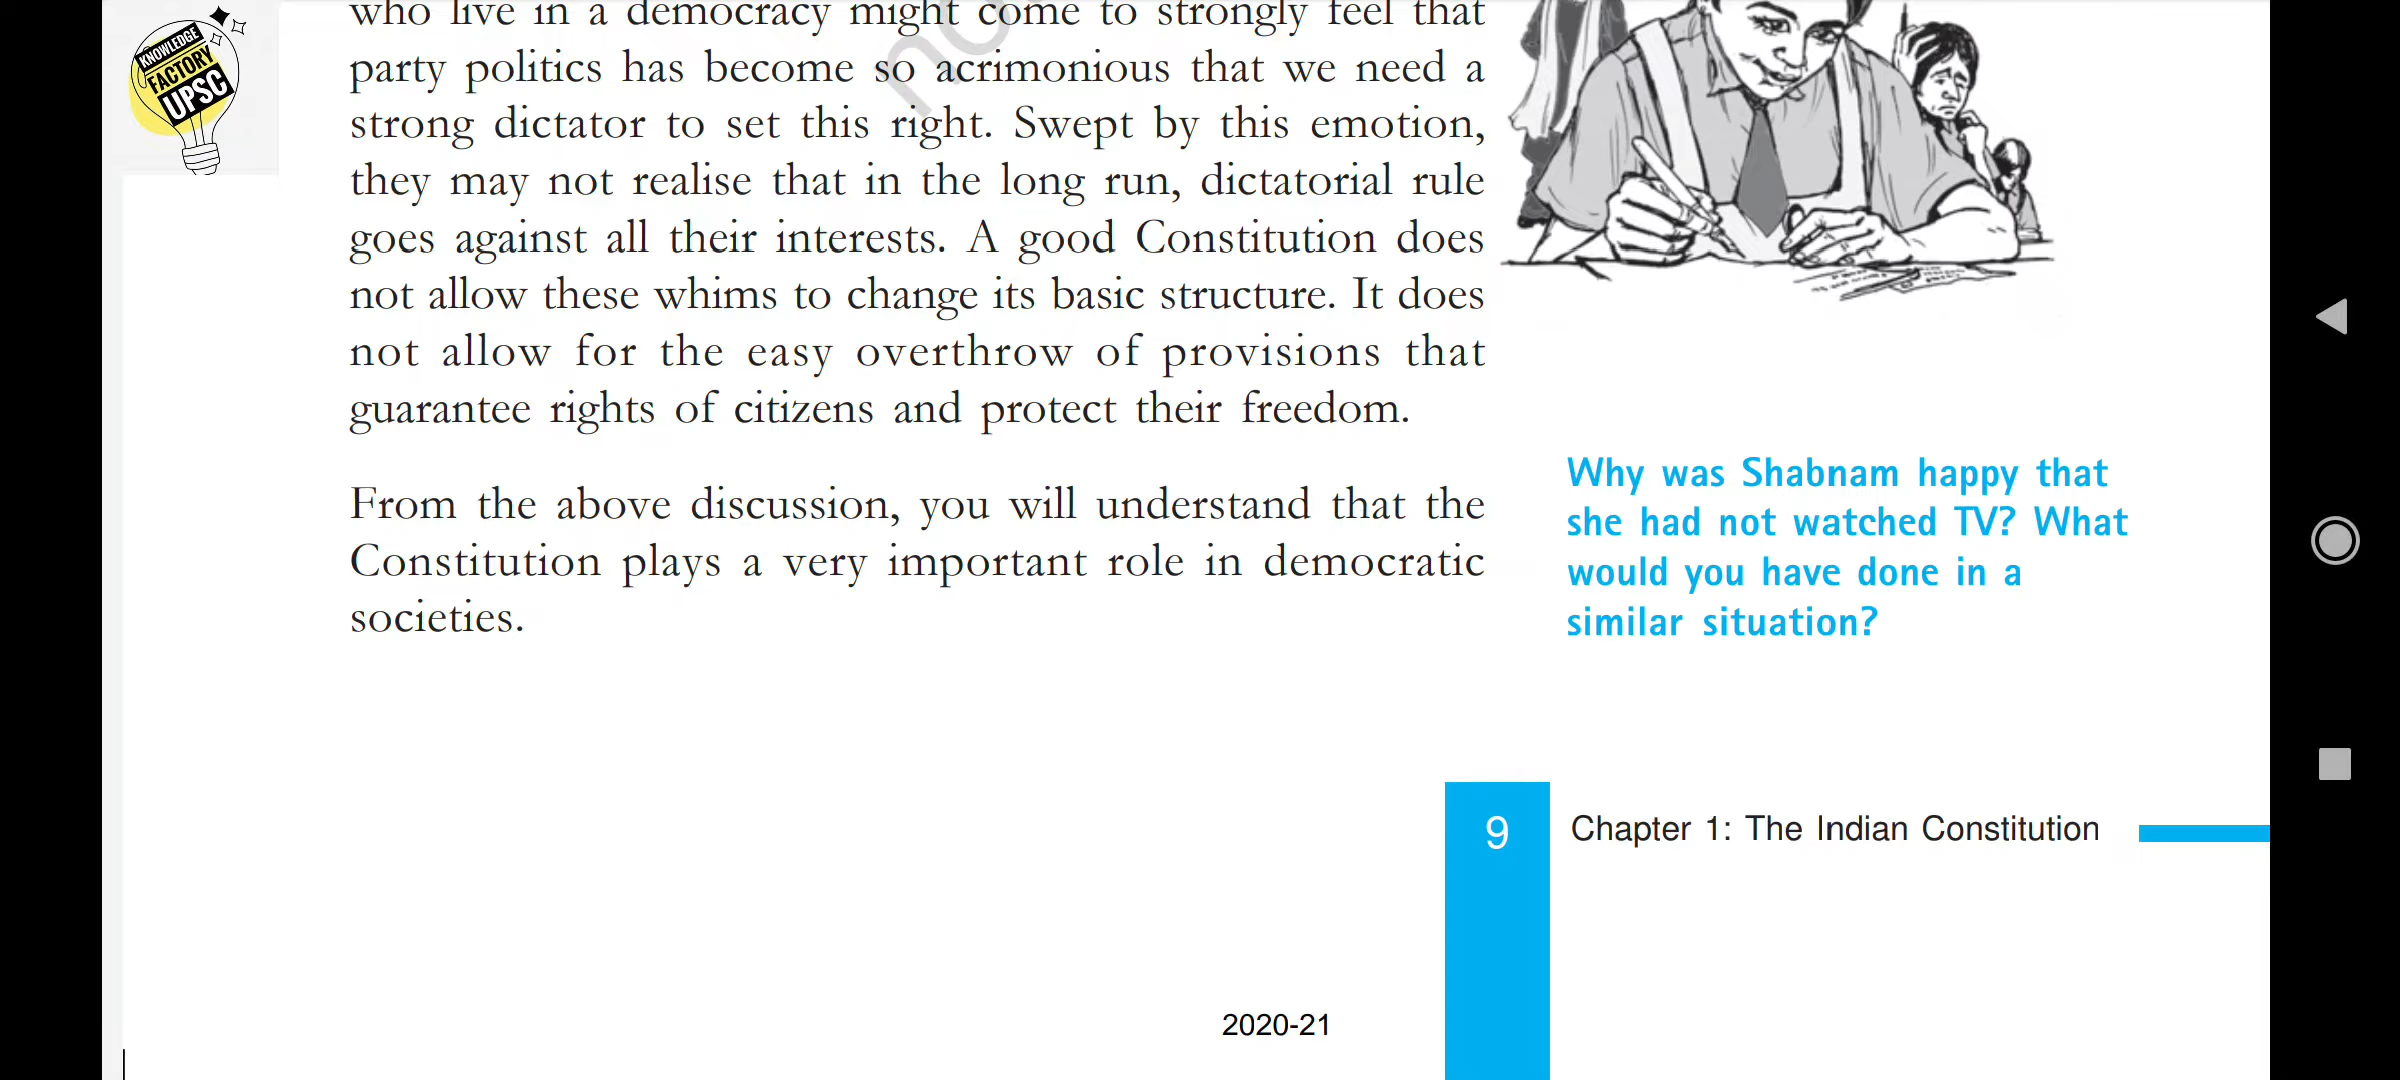 KNOWLEDGE
FACTORY
UPSC
who live in a democracy might come to strongly feel that
party politics has become so acrimonious that we need a
strong dictator to set this right. Swept by this emotion,
they may not realise that in the long run, dictatorial rule
goes against all their interests. A good Constitution does
not allow these whims to change its basic structure. It does
not allow for the easy overthrow of provisions that
guarantee rights of citizens and protect their freedom.
From the above discussion, you will understand that the
Constitution plays a very important role in democratic
societies.
Why was Shabnam happy that
she had not watched TV? What
would you have done in a
similar situation?
9
Chapter 1: The Indian Constitution
2020-21